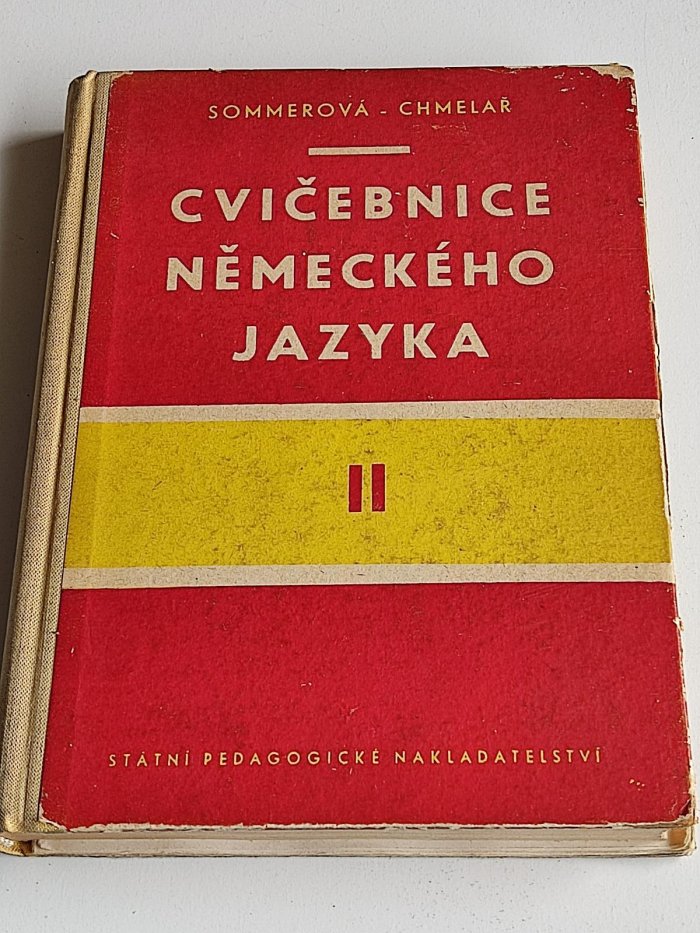 SOMMEROVÁ - CHMELAŘ
CVIČEBNICE
NĚMECKÉHO
JAZYKA
II
STÁTNÍ PEDAGOGICKÉ NAKLADATELSTVÍ